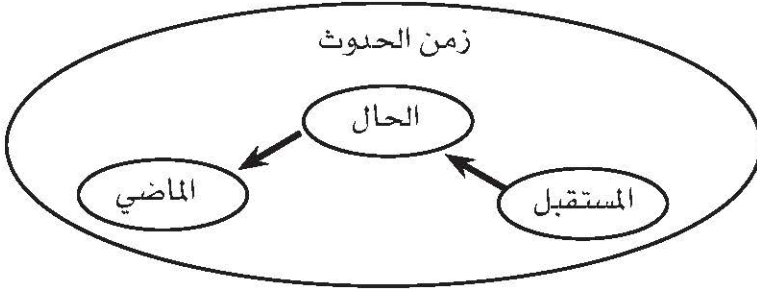 زمن الحدوث
الحال
المستقبل
الماضي